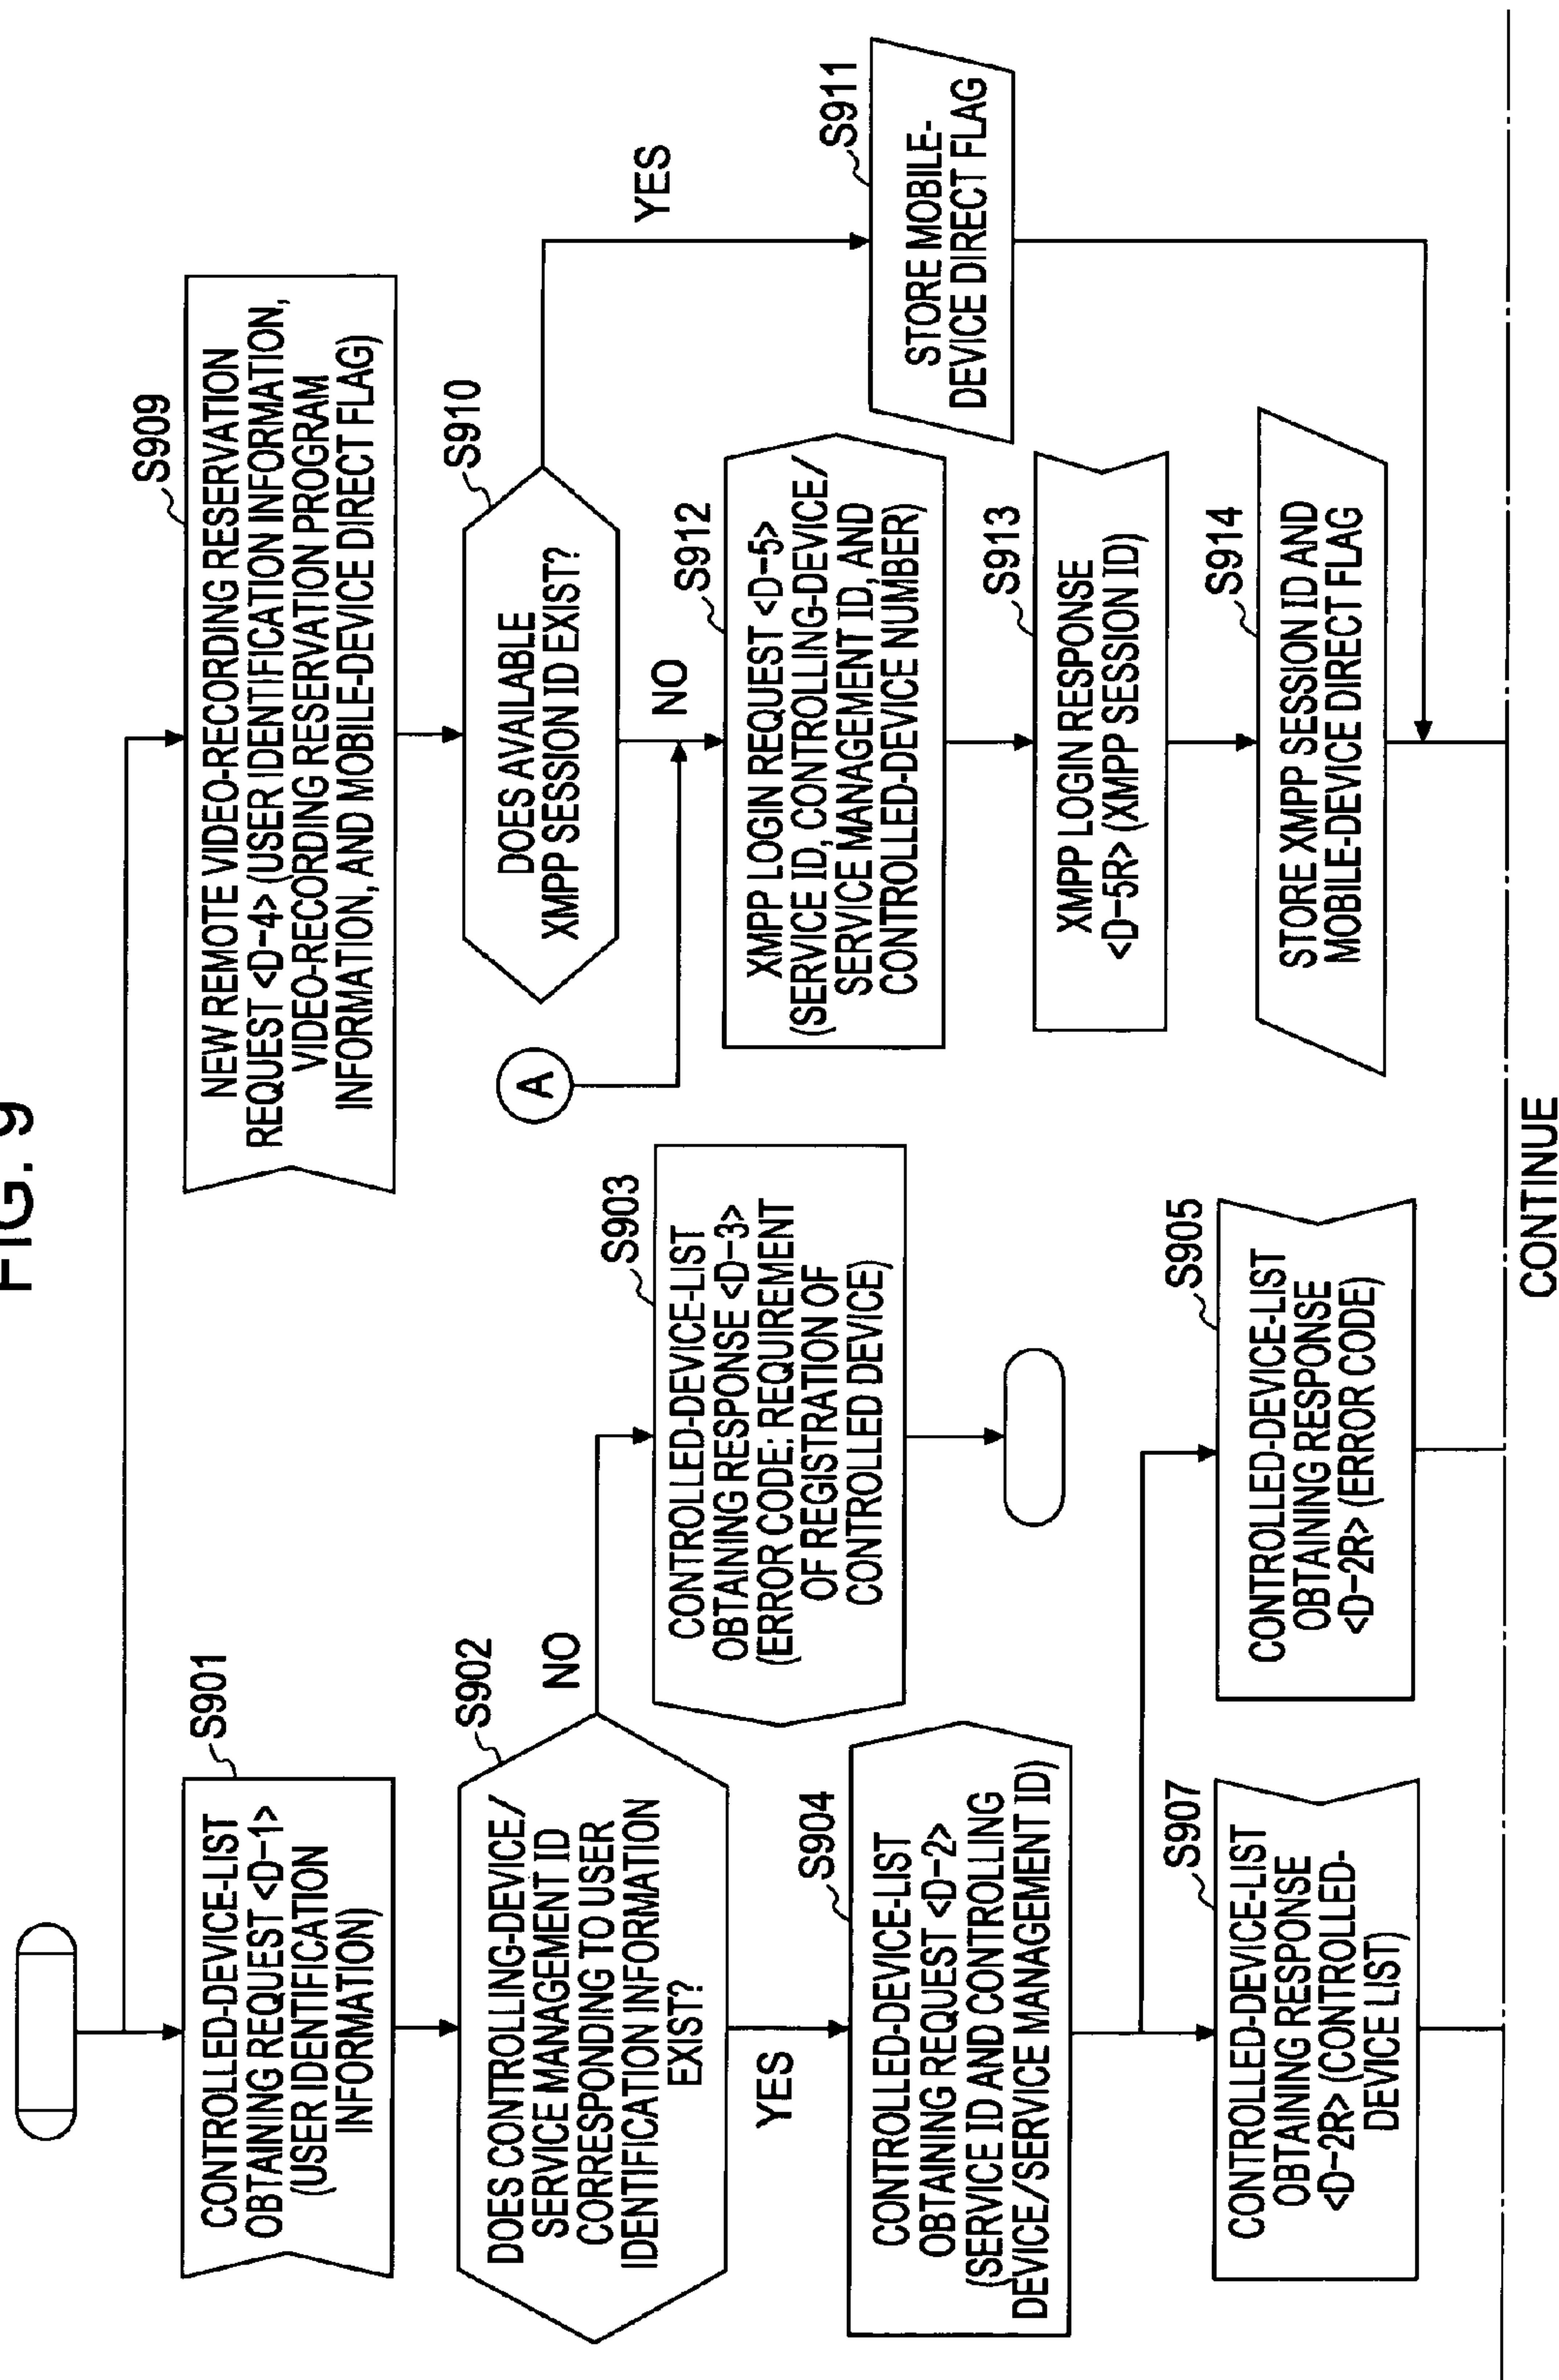 FIG. 9
S901
CONTROLLED-DEVICE-LIST
OBTAINING REQUEST <D-1>
(USER IDENTIFICATION
INFORMATION)
S902
DOES CONTROLLING-DEVICE/
SERVICE MANAGEMENT ID
CORRESPONDING TO USER
IDENTIFICATION INFORMATION
EXIST?
NO
YES
S903
CONTROLLED-DEVICE-LIST
OBTAINING RESPONSE <D-3>
(ERROR CODE: REQUIREMENT
OF REGISTRATION OF
CONTROLLED DEVICE)
S904
CONTROLLED-DEVICE-LIST
OBTAINING REQUEST <D-2>
(SERVICE ID AND CONTROLLING
DEVICE/SERVICE MANAGEMENT ID)
S907
CONTROLLED-DEVICE-LIST
OBTAINING RESPONSE
<D-2R> (CONTROLLED-
DEVICE LIST)
S905
CONTROLLED-DEVICE-LIST
OBTAINING RESPONSE
<D-2R> (ERROR CODE)
S909
NEW REMOTE VIDEO-RECORDING RESERVATION
REQUEST <D-4> (USER IDENTIFICATION INFORMATION,
VIDEO-RECORDING RESERVATION PROGRAM
INFORMATION, AND MOBILE-DEVICE DIRECT FLAG)
S910
DOES AVAILABLE
XMPP SESSION ID EXIST?
YES
NO
A
S911
STORE MOBILE-
DEVICE DIRECT FLAG
S912
XMPP LOGIN REQUEST <D-5>
(SERVICE ID, CONTROLLING-DEVICE/
SERVICE MANAGEMENT ID, AND
CONTROLLED-DEVICE NUMBER)
S913
XMPP LOGIN RESPONSE
<D-5R> (XMPP SESSION ID)
S914
STORE XMPP SESSION ID AND
MOBILE-DEVICE DIRECT FLAG
CONTINUE